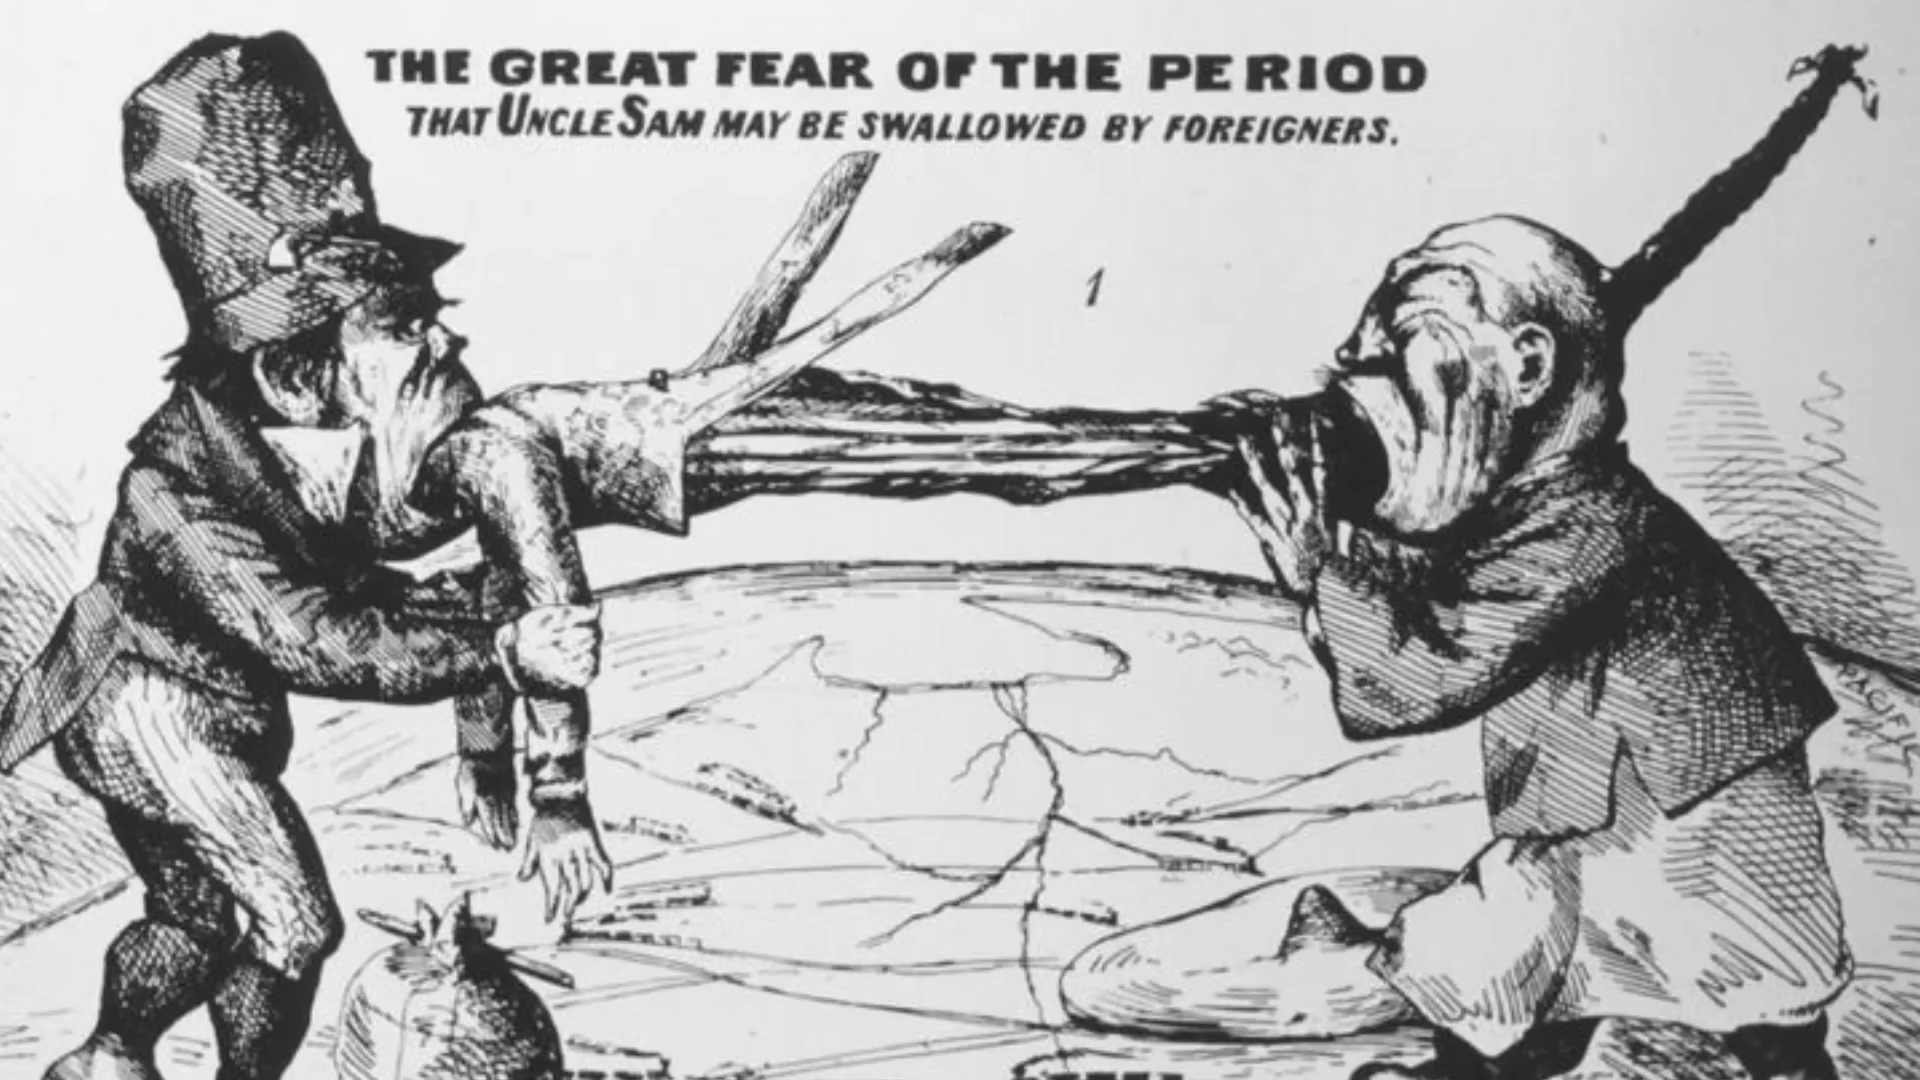 THE GREAT FEAR OF THE PERIOD
THAT UNCLE SAM MAY BE SWALLOWED BY FOREIGNERS.
1
PACIFIC